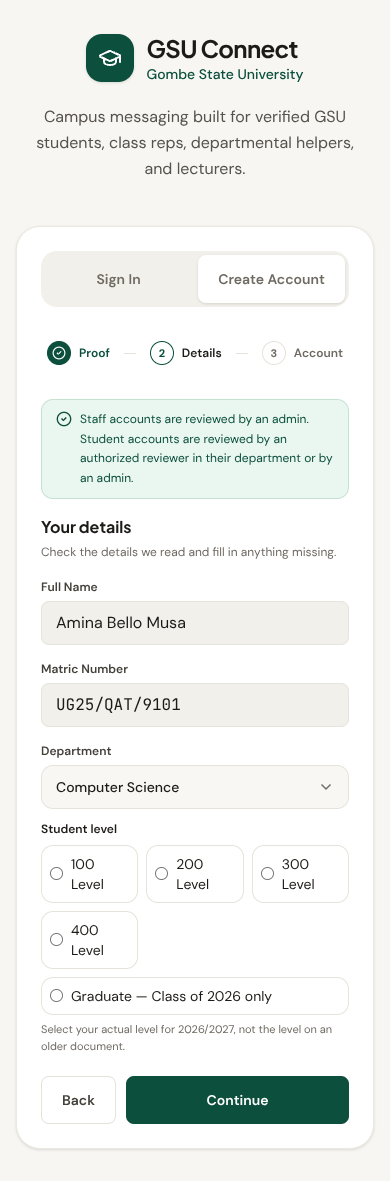 GSU Connect
Gombe State University
Campus messaging built for verified GSU
students, class reps, departmental helpers,
and lecturers.
Sign In
Create Account
Proof
2
Details
3
Account
Staff accounts are reviewed by an admin.
Student accounts are reviewed by an
authorized reviewer in their department or by
an admin.
Your details
Check the details we read and fill in anything missing.
Full Name
Amina Bello Musa
Matric Number
UG25/QAT/9101
Department
Computer Science
Student level
100
Level
200
Level
300
Level
400
Level
Graduate — Class of 2026 only
Select your actual level for 2026/2027, not the level on an
older document.
Back
Continue